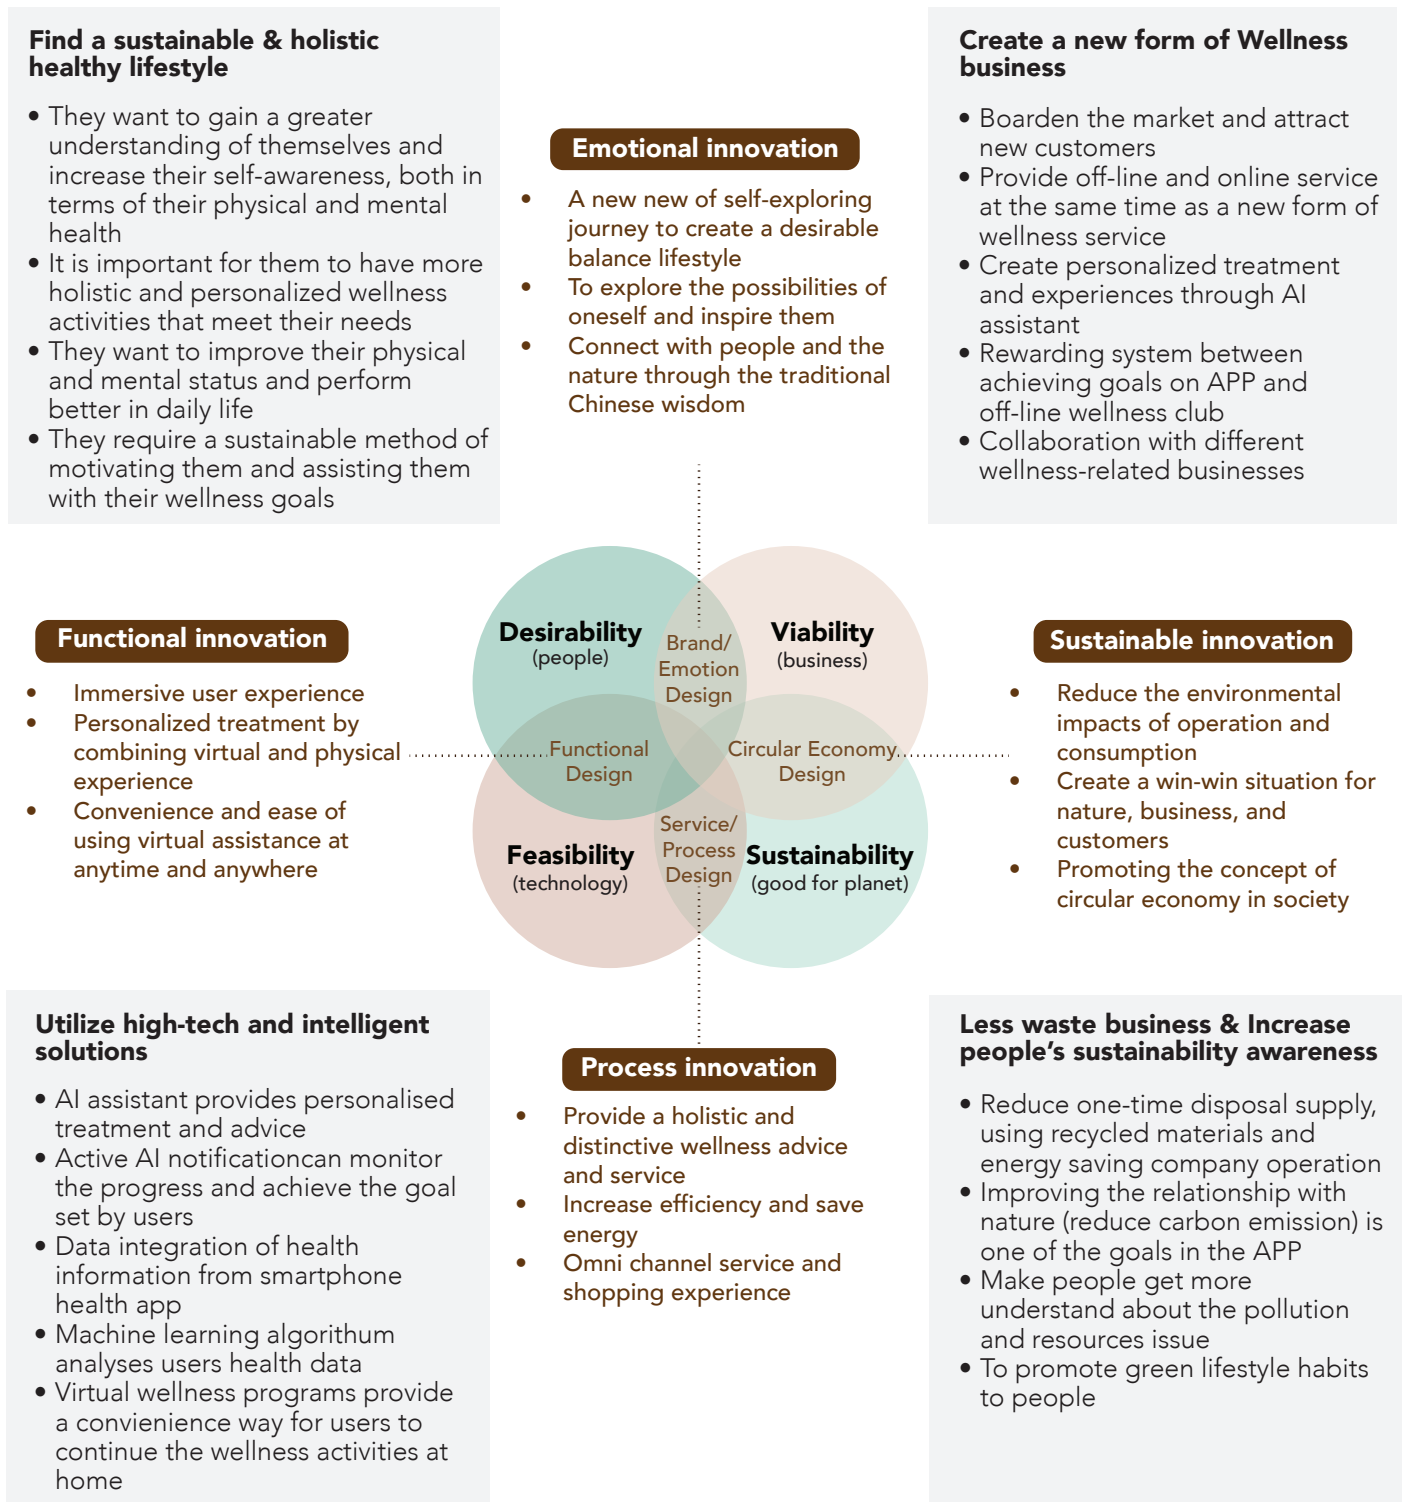 Find a sustainable & holistic
healthy lifestyle
• They want to gain a greater
understanding of themselves and
increase their self-awareness, both in
terms of their physical and mental
health
• It is important for them to have more
holistic and personalized wellness
activities that meet their needs
• They want to improve their physical
and mental status and perform
better in daily life
• They require a sustainable method of
motivating them and assisting them
with their wellness goals
Emotional innovation
• A new new of self-exploring
journey to create a desirable
balance lifestyle
• To explore the possibilities of
oneself and inspire them
• Connect with people and the
nature through the traditional
Chinese wisdom
Create a new form of Wellness
business
• Boarden the market and attract
new customers
• Provide off-line and online service
at the same time as a new form of
wellness service
• Create personalized treatment
and experiences through AI
assistant
• Rewarding system between
achieving goals on APP and
off-line wellness club
• Collaboration with different
wellness-related businesses
Functional innovation
• Immersive user experience
• Personalized treatment by
combining virtual and physical
experience
• Convenience and ease of
using virtual assistance at
anytime and anywhere
Desirability
(people)
Brand/
Emotion
Design
Viability
(business)
Functional
Design
Circular Economy
Design
Feasibility
(technology)
Service/
Process
Design
Sustainability
(good for planet)
Sustainable innovation
• Reduce the environmental
impacts of operation and
consumption
• Create a win-win situation for
nature, business, and
customers
• Promoting the concept of
circular economy in society
Utilize high-tech and intelligent
solutions
• AI assistant provides personalised
treatment and advice
• Active AI notificationcan monitor
the progress and achieve the goal
set by users
• Data integration of health
information from smartphone
health app
• Machine learning algorithum
analyses users health data
• Virtual wellness programs provide
a convienience way for users to
continue the wellness activities at
home
Process innovation
• Provide a holistic and
distinctive wellness advice
and service
• Increase efficiency and save
energy
• Omni channel service and
shopping experience
Less waste business & Increase
people’s sustainability awareness
• Reduce one-time disposal supply,
using recycled materials and
energy saving company operation
• Improving the relationship with
nature (reduce carbon emission) is
one of the goals in the APP
• Make people get more
understand about the pollution
and resources issue
• To promote green lifestyle habits
to people